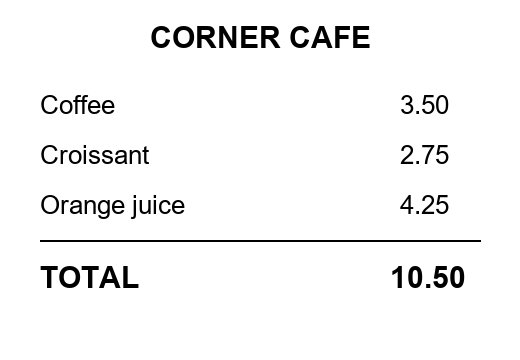 CORNER CAFE
Coffee 3.50
Croissant 2.75
Orange juice 4.25
TOTAL 10.50